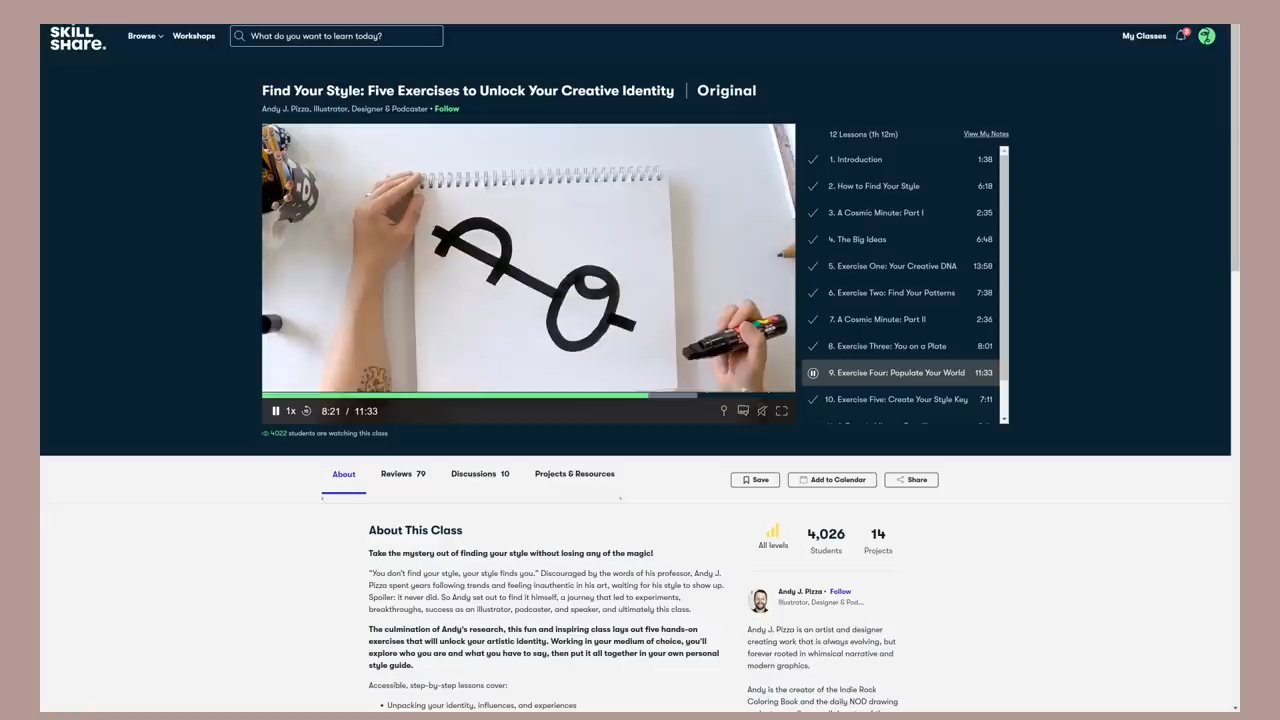 SKILL
SHARE.
Browse
Workshops
What do you want to learn today?
My Classes
Find Your Style: Five Exercises to Unlock Your Creative Identity | Original
Andy J. Pizza, Illustrator, Designer & Podcaster • Follow
12 Lessons (1h 12m)
View My Notes
1. Introduction 1:38
2. How to Find Your Style 6:18
3. A Cosmic Minute: Part I 2:35
4. The Big Ideas 6:48
5. Exercise One: Your Creative DNA 13:58
6. Exercise Two: Find Your Patterns 7:38
7. A Cosmic Minute: Part II 2:36
8. Exercise Three: You on a Plate 8:01
9. Exercise Four: Populate Your World 11:33
10. Exercise Five: Create Your Style Key 7:11
1x
8:21 / 11:33
4022 students are watching this class
About
Reviews 79
Discussions 10
Projects & Resources
Save
Add to Calendar
Share
About This Class
Take the mystery out of finding your style without losing any of the magic!
“You don’t find your style, your style finds you.” Discouraged by the words of his professor, Andy J.
Pizza spent years following trends and feeling inauthentic in his art, waiting for his style to show up.
Spoiler: it never did. So Andy set out to find it himself, a journey that led to experiments,
breakthroughs, success as an illustrator, podcaster, and speaker, and ultimately this class.
The culmination of Andy’s research, this fun and inspiring class lays out five hands-on
exercises that will unlock your artistic identity. Working in your medium of choice, you’ll
explore who you are and what you have to say, then put it all together in your own personal
style guide.
Accessible, step-by-step lessons cover:
• Unpacking your identity, influences, and experiences
All levels
4,026
Students
14
Projects
Andy J. Pizza • Follow
Illustrator, Designer & Pod...
Andy J. Pizza is an artist and designer
creating work that is always evolving, but
forever rooted in whimsical narrative and
modern graphics.
Andy is the creator of the Indie Rock
Coloring Book and the daily NOD drawing